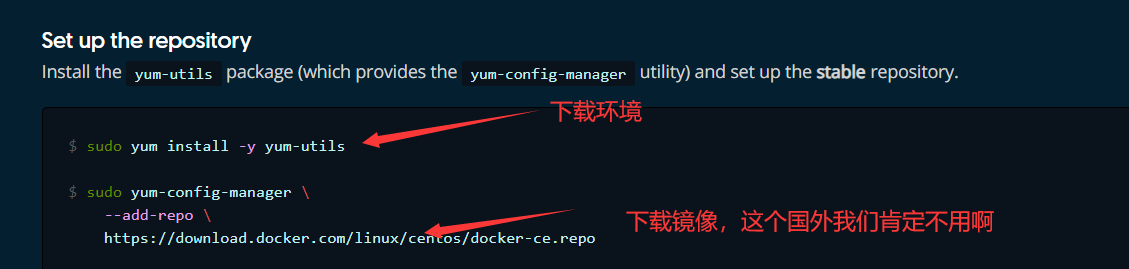 Set up the repository
Install the yum-utils package (which provides the yum-config-manager utility) and set up the stable repository.
下载环境
$ sudo yum install -y yum-utils
$ sudo yum-config-manager \
--add-repo \
下载镜像，这个国外我们肯定不用啊
https://download.docker.com/linux/centos/docker-ce.repo